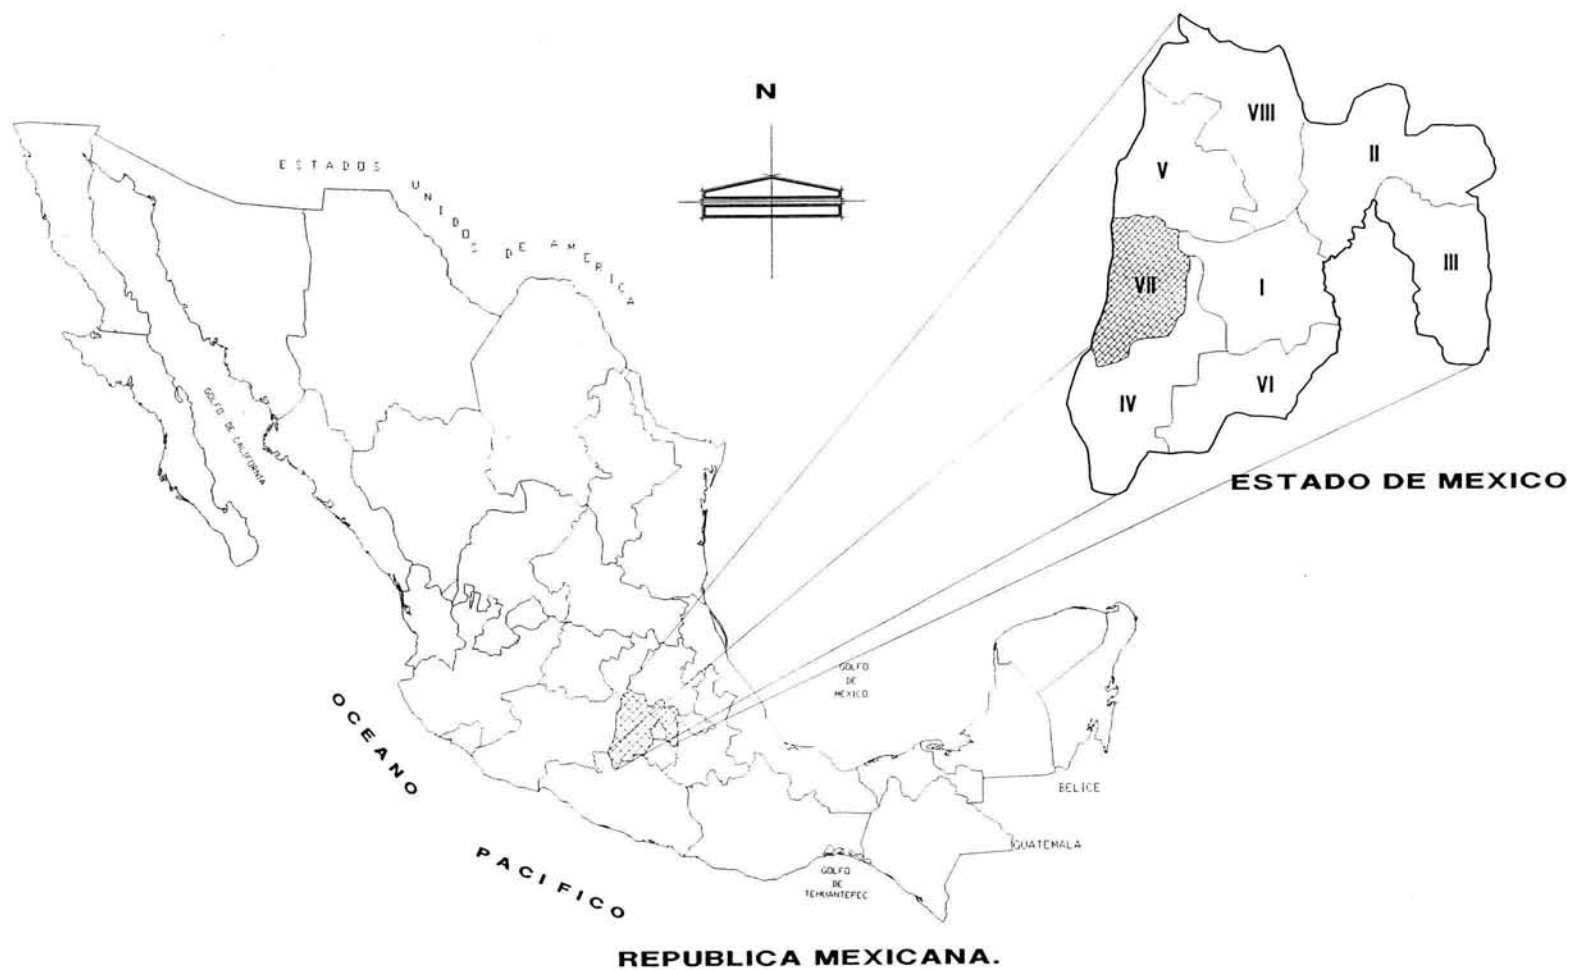 N
ESTADOS UNIDOS DE AMERICA
VIII
II
V
III
VII
I
IV
VI
ESTADO DE MEXICO
GOLFO DE CALIFORNIA
GOLFO
DE
MEXICO
OCEANO
PACIFICO
BELICE
GUATEMALA
GOLFO
DE
TEHUANTEPEC
REPUBLICA MEXICANA.